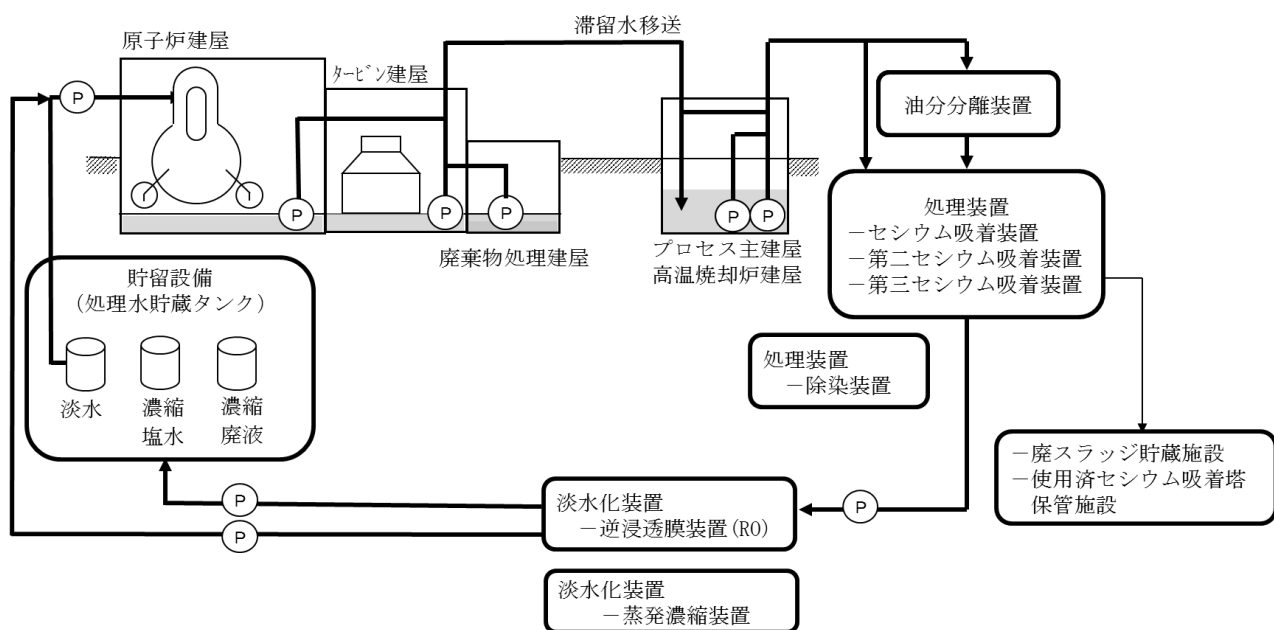 滞留水移送
原子炉建屋
ﾀｰﾋﾞﾝ建屋
P
油分分離装置
P
P
P
P
P
処理装置
－セシウム吸着装置
－第二セシウム吸着装置
－第三セシウム吸着装置
廃棄物処理建屋
プロセス主建屋
高温焼却炉建屋
貯留設備
（処理水貯蔵タンク）
淡水
濃縮
塩水
濃縮
廃液
処理装置
－除染装置
－廃スラッジ貯蔵施設
－使用済セシウム吸着塔
保管施設
P
P
P
淡水化装置
－逆浸透膜装置(RO)
淡水化装置
－蒸発濃縮装置